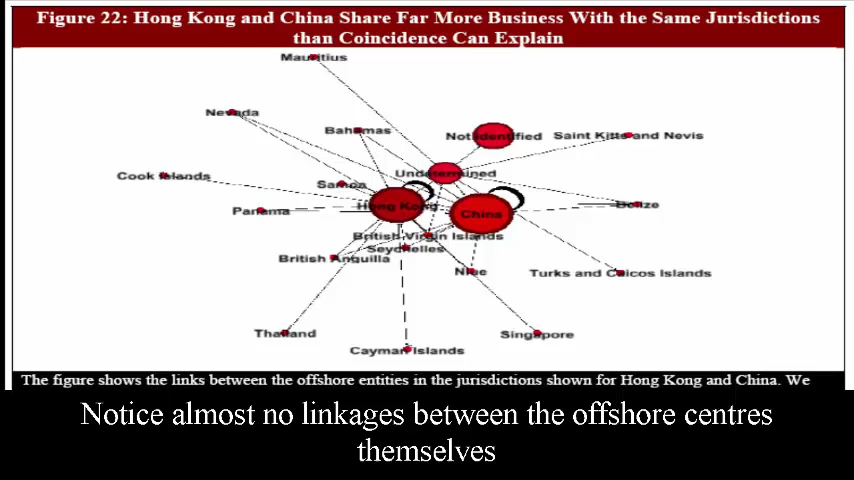 Figure 22: Hong Kong and China Share Far More Business With the Same Jurisdictions
than Coincidence Can Explain
Mauritius
Nevada
Bahamas
Not identified
Saint Kitts and Nevis
Cook Islands
Undetermined
Samoa
Panama
Hong Kong
China
Belize
British Virgin Islands
Seychelles
British Anguilla
Niue
Turks and Caicos Islands
Thailand
Singapore
Cayman Islands
The figure shows the links between the offshore entities in the jurisdictions shown for Hong Kong and China. We
Notice almost no linkages between the offshore centres
themselves